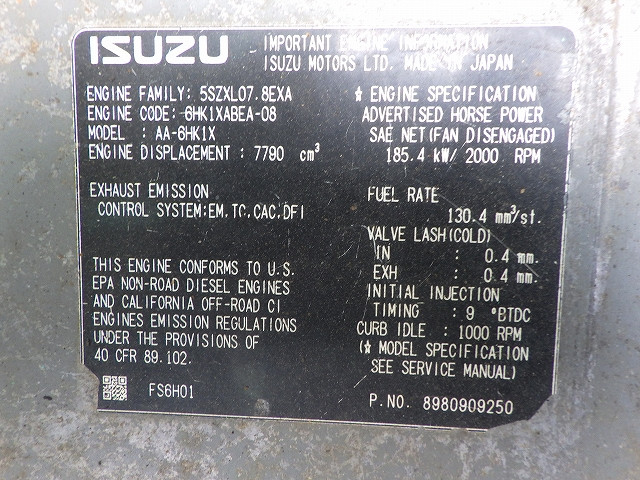 ISUZU
IMPORTANT ENGINE INFORMATION
ISUZU MOTORS LTD. MADE IN JAPAN
ENGINE FAMILY: 5SZXL07.8EXA
ENGINE CODE: 6HK1XABEA-08
MODEL : AA-6HK1X
ENGINE DISPLACEMENT : 7790 cm³
EXHAUST EMISSION
CONTROL SYSTEM:EM,TC,CAC,DFI
THIS ENGINE CONFORMS TO U.S.
EPA NON-ROAD DIESEL ENGINES
AND CALIFORNIA OFF-ROAD CI
ENGINES EMISSION REGULATIONS
UNDER THE PROVISIONS OF
40 CFR 89.102.
FS6H01
* ENGINE SPECIFICATION
ADVERTISED HORSE POWER
SAE NET(FAN DISENGAGED)
185.4 kW/ 2000 RPM
FUEL RATE
130.4 mm³/st.
VALVE LASH(COLD)
IN : 0.4 mm.
EXH : 0.4 mm.
INITIAL INJECTION
TIMING : 9 °BTDC
CURB IDLE : 1000 RPM
(* MODEL SPECIFICATION
SEE SERVICE MANUAL)
P.NO. 8980909250